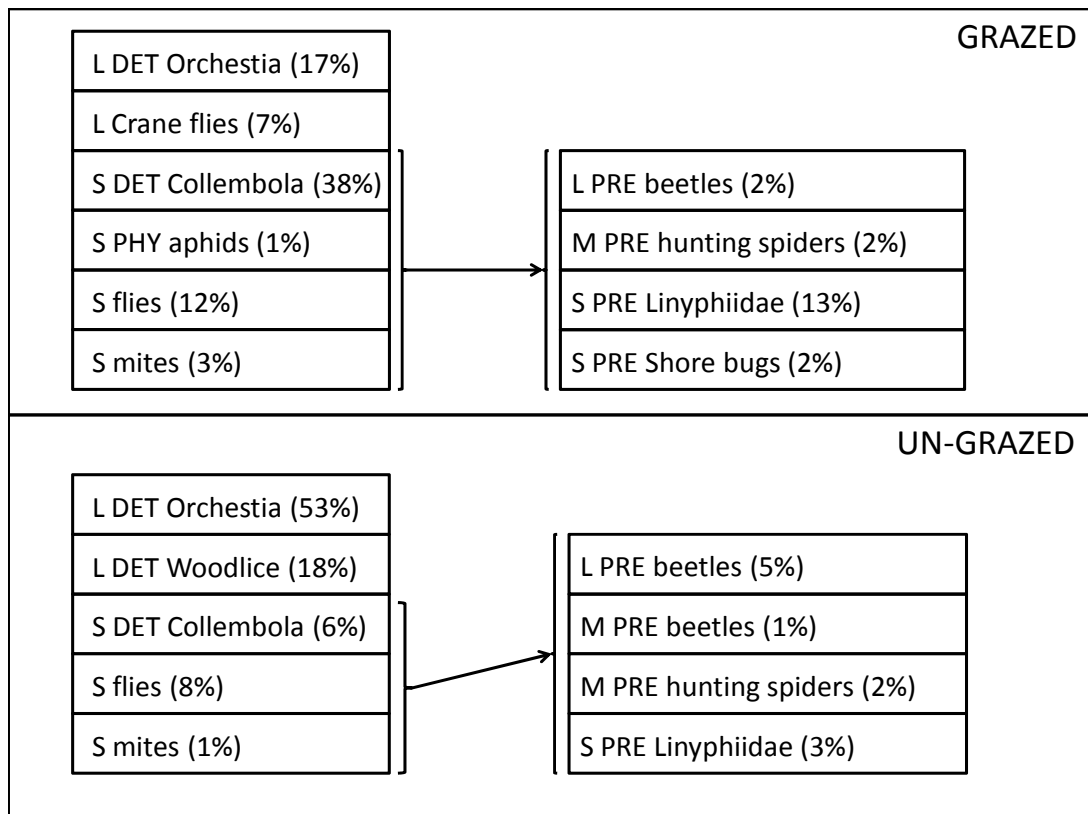 GRAZED
L DET Orchestia (17%)
L Crane flies (7%)
S DET Collembola (38%)
S PHY aphids (1%)
S flies (12%)
S mites (3%)
L PRE beetles (2%)
M PRE hunting spiders (2%)
S PRE Linyphiidae (13%)
S PRE Shore bugs (2%)
UN-GRAZED
L DET Orchestia (53%)
L DET Woodlice (18%)
S DET Collembola (6%)
S flies (8%)
S mites (1%)
L PRE beetles (5%)
M PRE beetles (1%)
M PRE hunting spiders (2%)
S PRE Linyphiidae (3%)